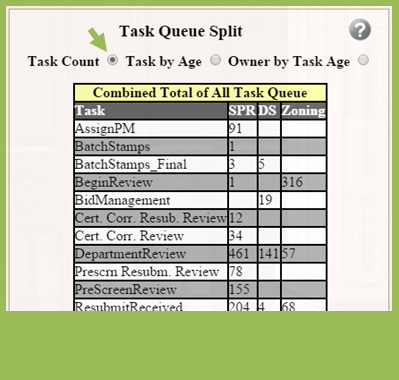 Task Queue Split ?
Task Count Task by Age Owner by Task Age
Combined Total of All Task Queue
Task SPR DS Zoning
AssignPM 91
BatchStamps 1
BatchStamps_Final 3 5
BeginReview 1 316
BidManagement 19
Cert. Corr. Resub. Review 12
Cert. Corr. Review 34
DepartmentReview 461 141 57
Prescrn Resubm. Review 78
PreScreenReview 155
ResubmitReceived 204 4 68